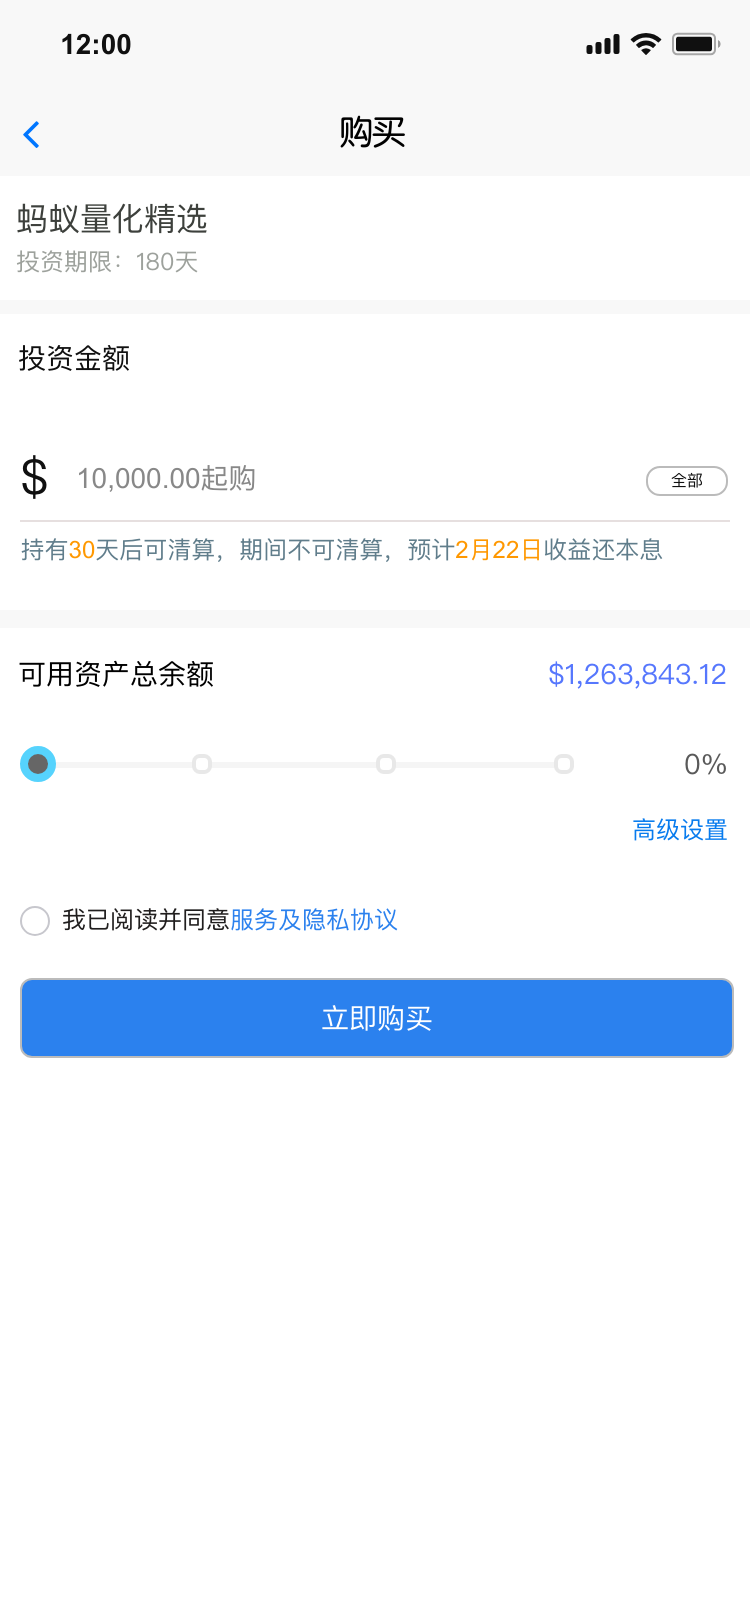 12:00
购买
蚂蚁量化精选
投资期限：180天
投资金额
$ 10,000.00起购 全部
持有30天后可清算，期间不可清算，预计2月22日收益还本息
可用资产总余额 $1,263,843.12
0%
高级设置
我已阅读并同意服务及隐私协议
立即购买